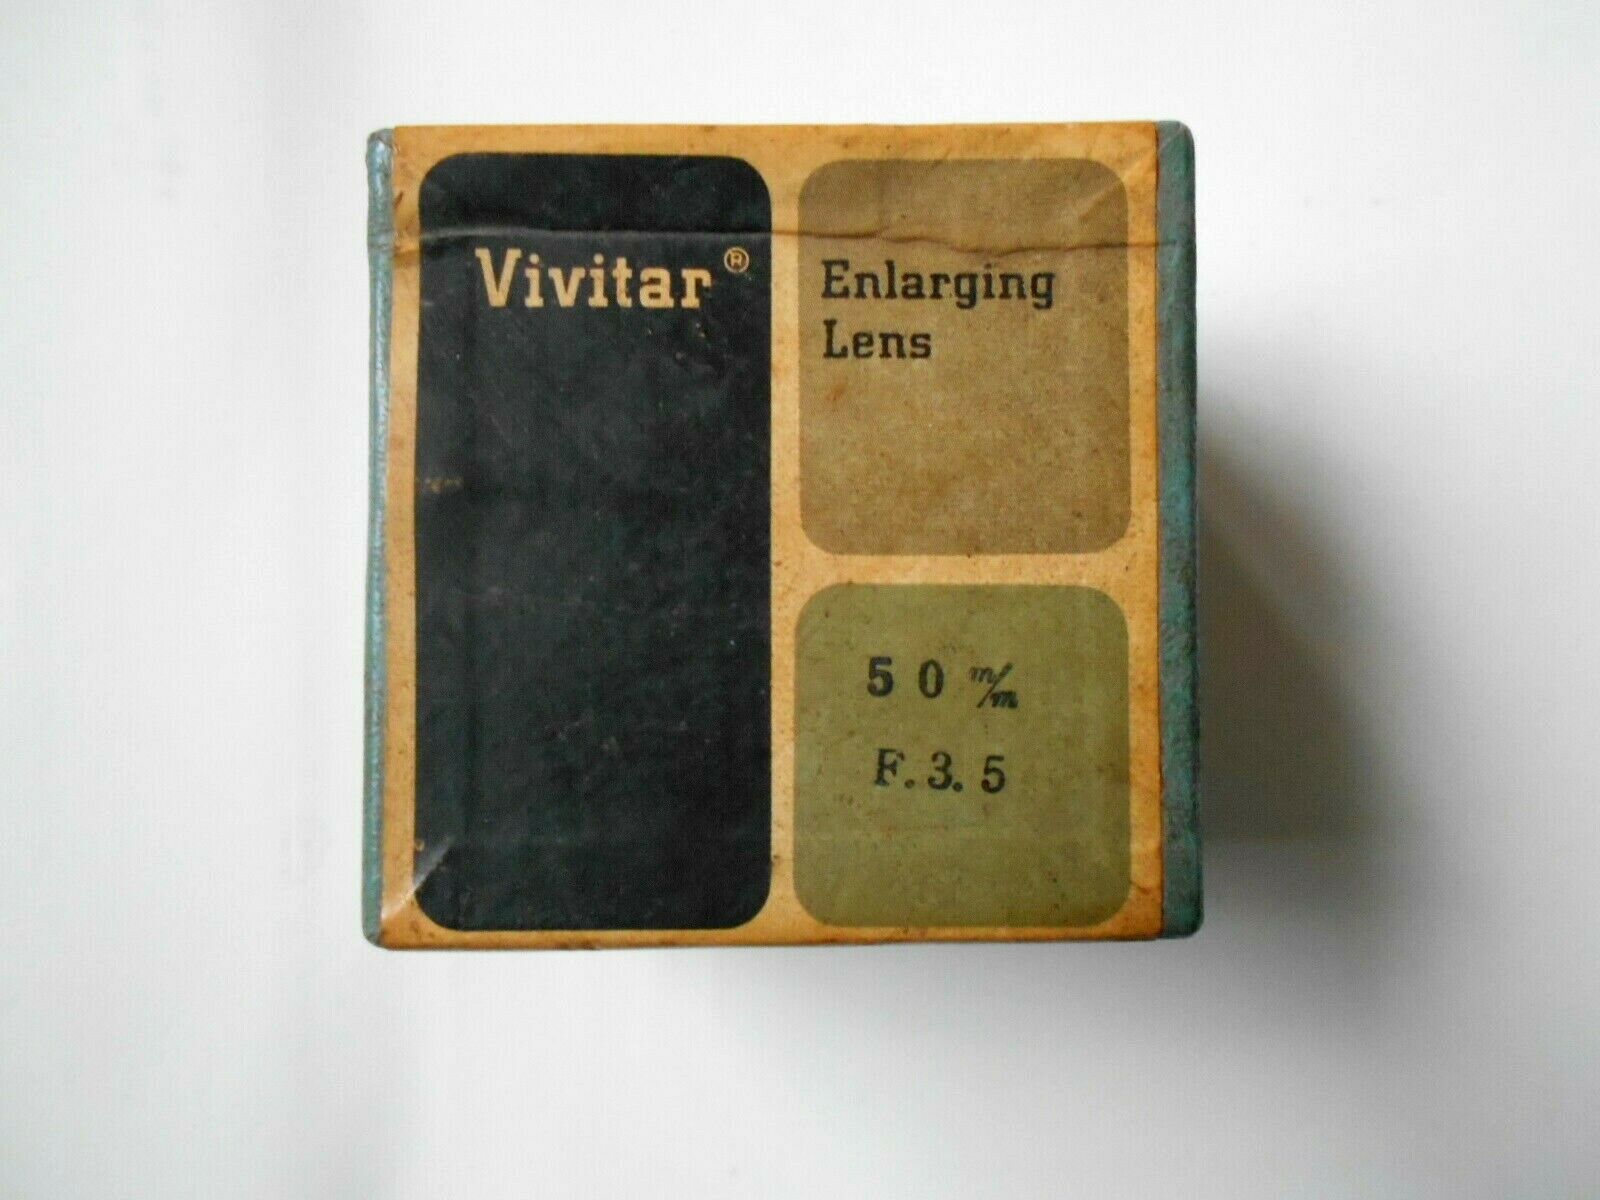 Vivitar®
Enlarging
Lens
50 m/m
F.3.5